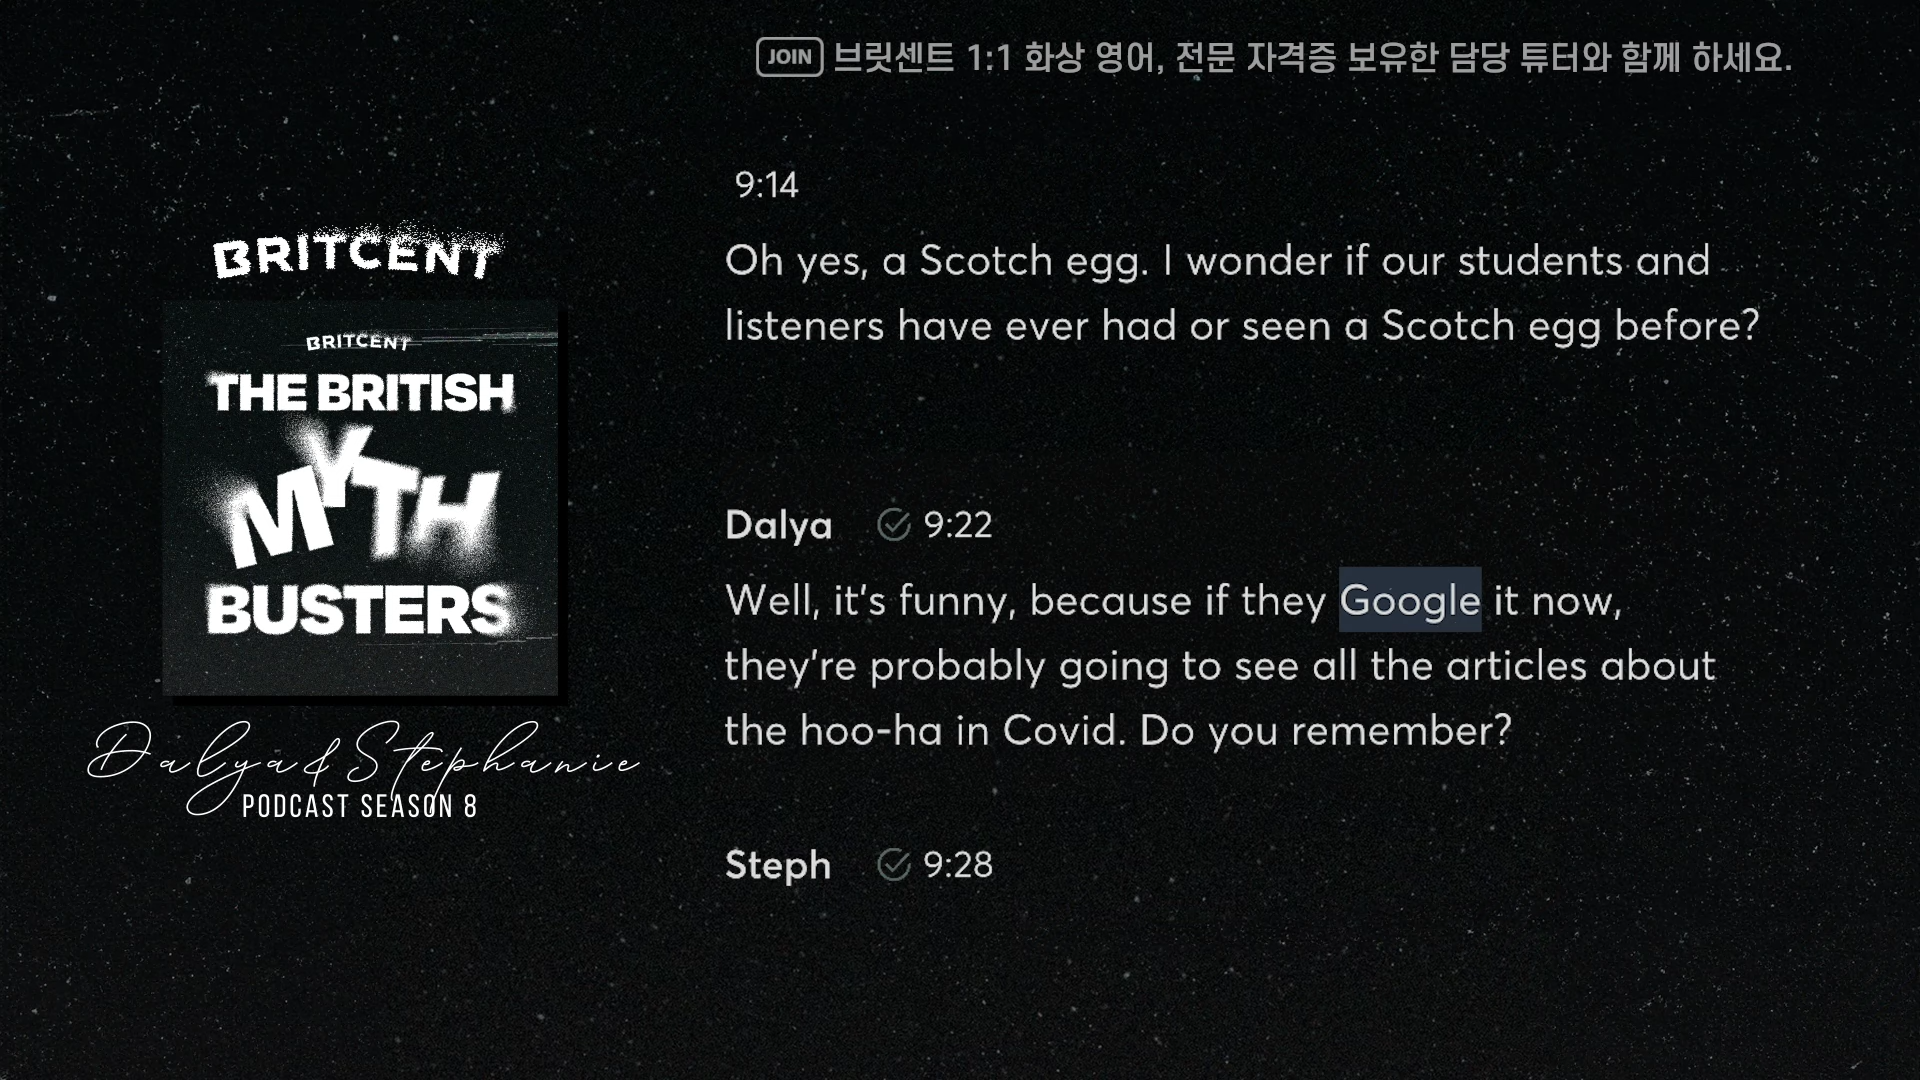 JOIN 브릿센트 1:1 화상 영어, 전문 자격증 보유한 담당 튜터와 함께 하세요.
BRITCENT
BRITCENT
THE BRITISH
MYTH
BUSTERS
Dalya & Stephanie
PODCAST SEASON 8
9:14
Oh yes, a Scotch egg. I wonder if our students and
listeners have ever had or seen a Scotch egg before?
Dalya 9:22
Well, it's funny, because if they Google it now,
they're probably going to see all the articles about
the hoo-ha in Covid. Do you remember?
Steph 9:28